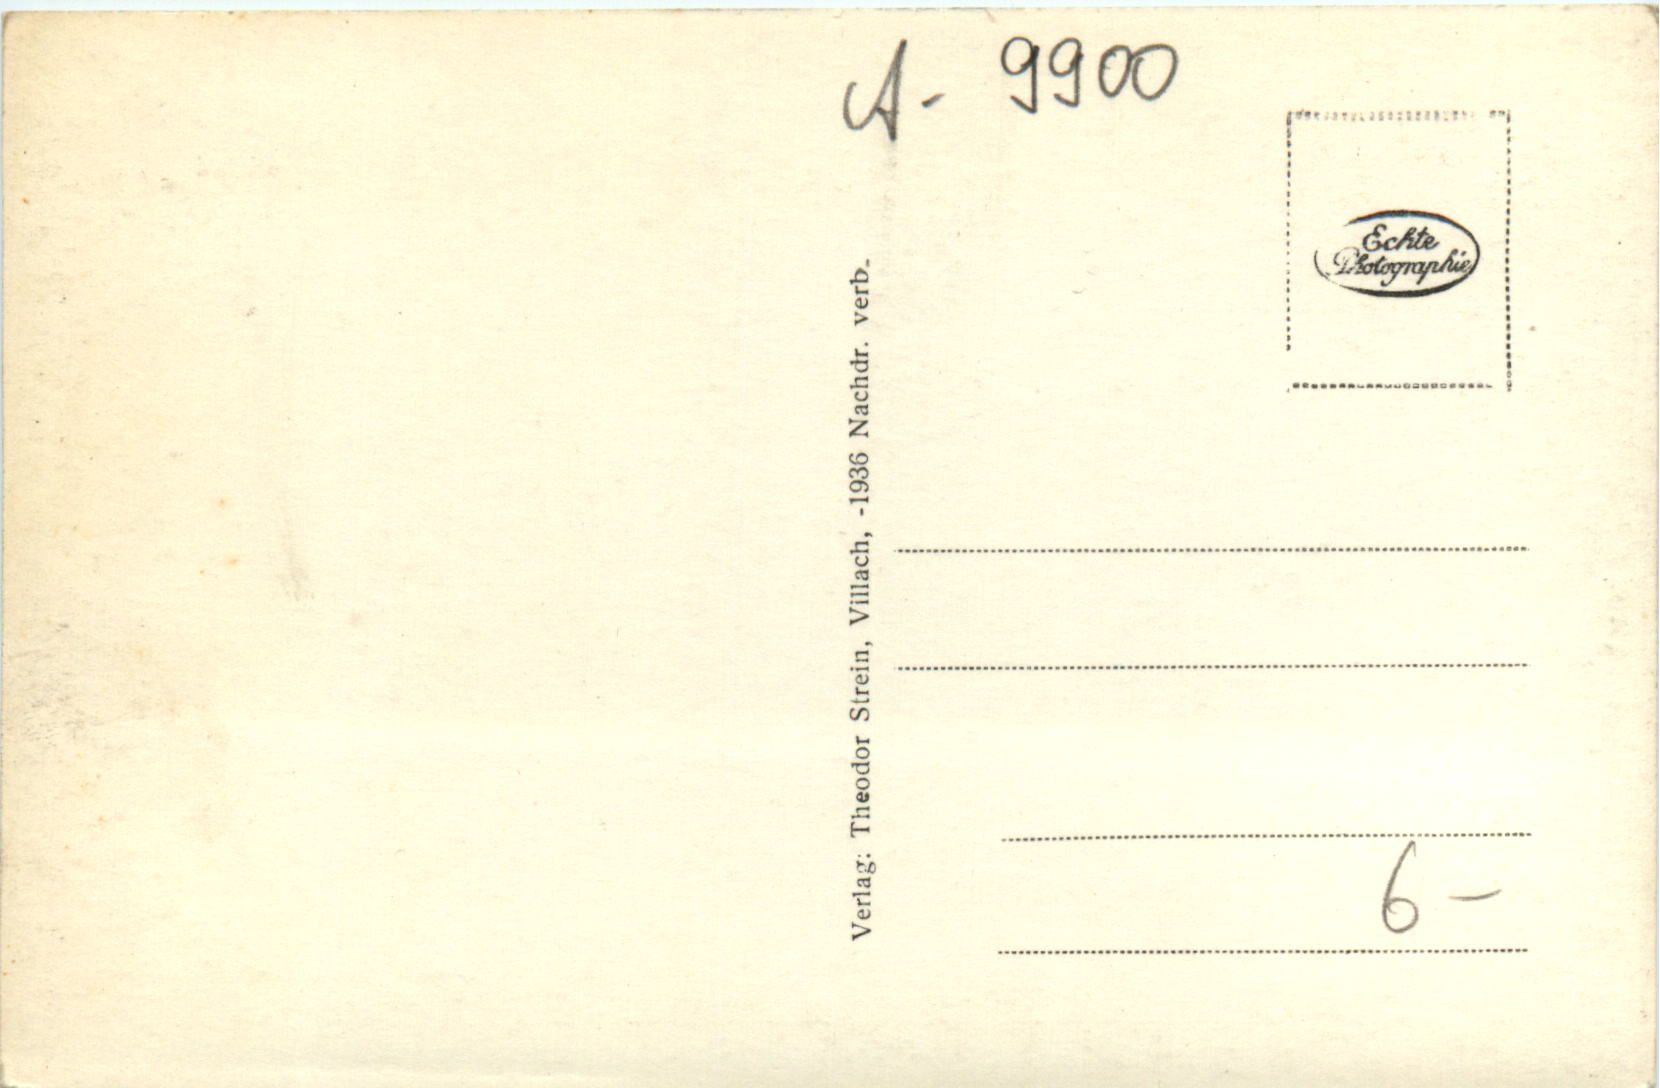 A- 9900
Echte
Photographie
Verlag: Theodor Strein, Villach, -1936 Nachdr. verb.
6 -